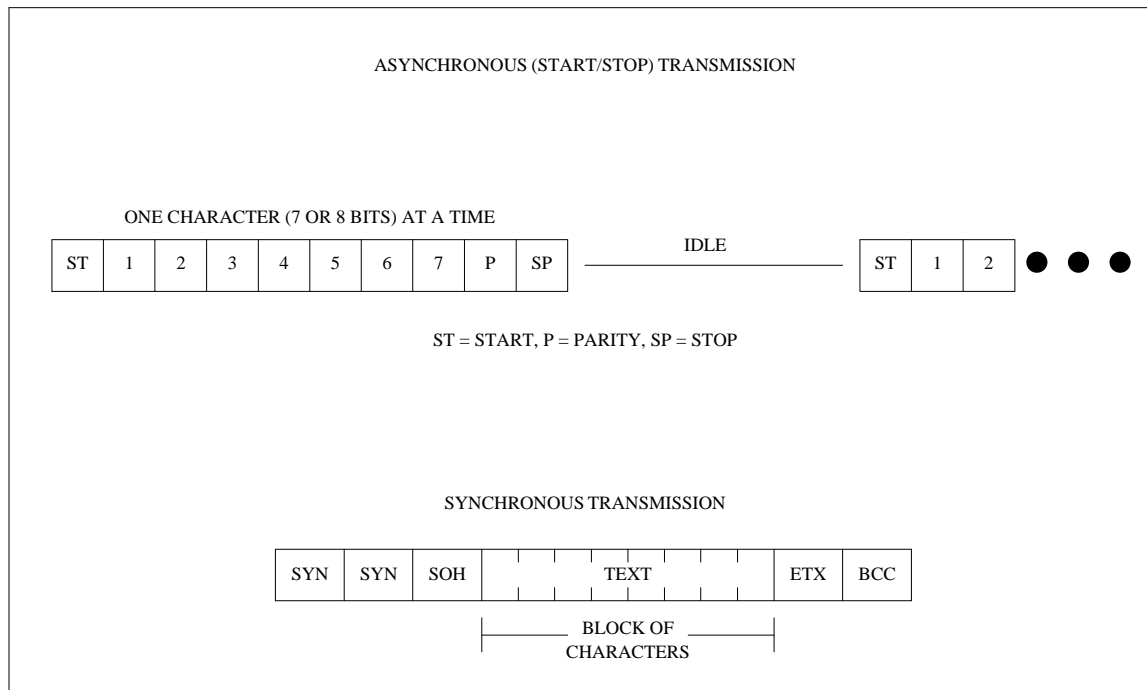 ASYNCHRONOUS (START/STOP) TRANSMISSION
ONE CHARACTER (7 OR 8 BITS) AT A TIME
ST 1 2 3 4 5 6 7 P SP IDLE ST 1 2
ST = START, P = PARITY, SP = STOP
SYNCHRONOUS TRANSMISSION
SYN SYN SOH TEXT ETX BCC
BLOCK OF
CHARACTERS